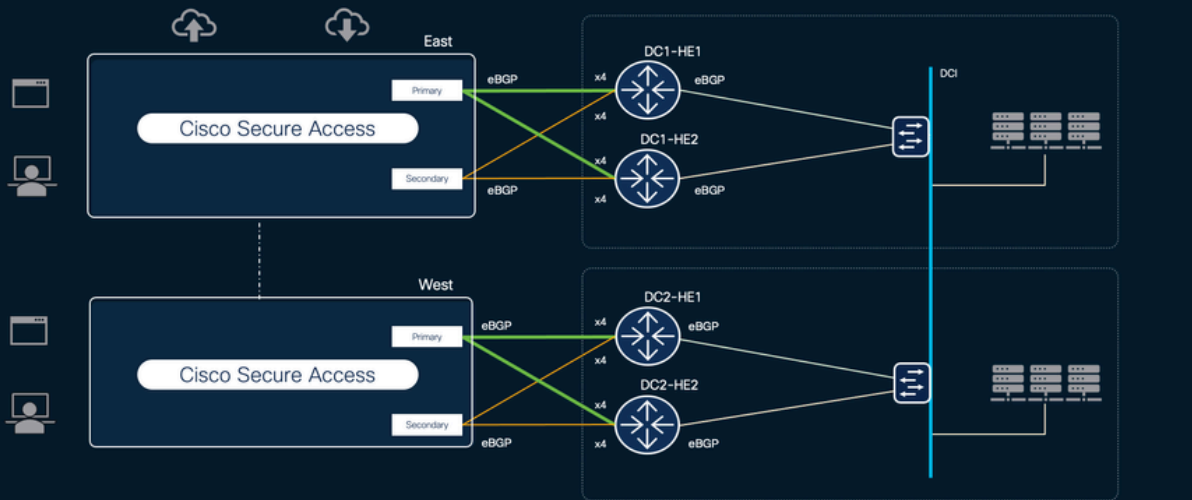 East
DC1-HE1
Primary
eBGP
x4
eBGP
DCI
x4
Cisco Secure Access
DC1-HE2
x4
Secondary
eBGP
x4
eBGP
West
DC2-HE1
Primary
eBGP
x4
eBGP
x4
Cisco Secure Access
DC2-HE2
x4
Secondary
eBGP
x4
eBGP